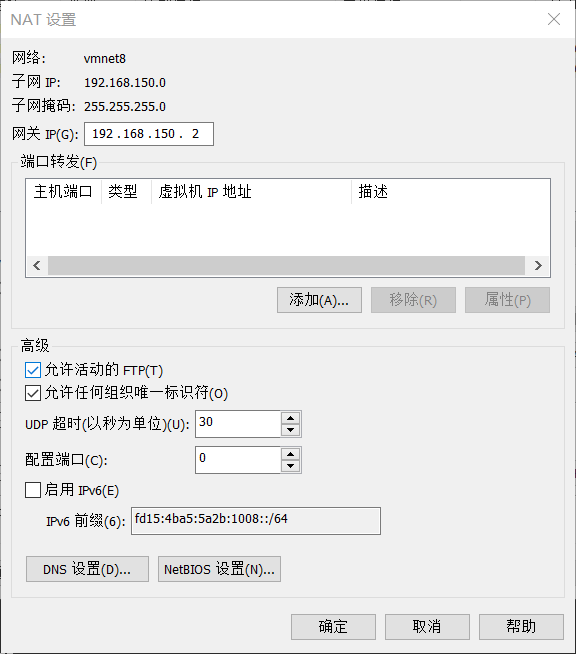 NAT 设置
网络: vmnet8
子网 IP: 192.168.150.0
子网掩码: 255.255.255.0
网关 IP(G): 192 . 168 . 150 . 2
端口转发(F)
主机端口 类型 虚拟机 IP 地址 描述
添加(A)... 移除(R) 属性(P)
高级
允许活动的 FTP(T)
允许任何组织唯一标识符(O)
UDP 超时(以秒为单位)(U): 30
配置端口(C): 0
启用 IPv6(E)
IPv6 前缀(6): fd15:4ba5:5a2b:1008::/64
DNS 设置(D)... NetBIOS 设置(N)...
确定 取消 帮助